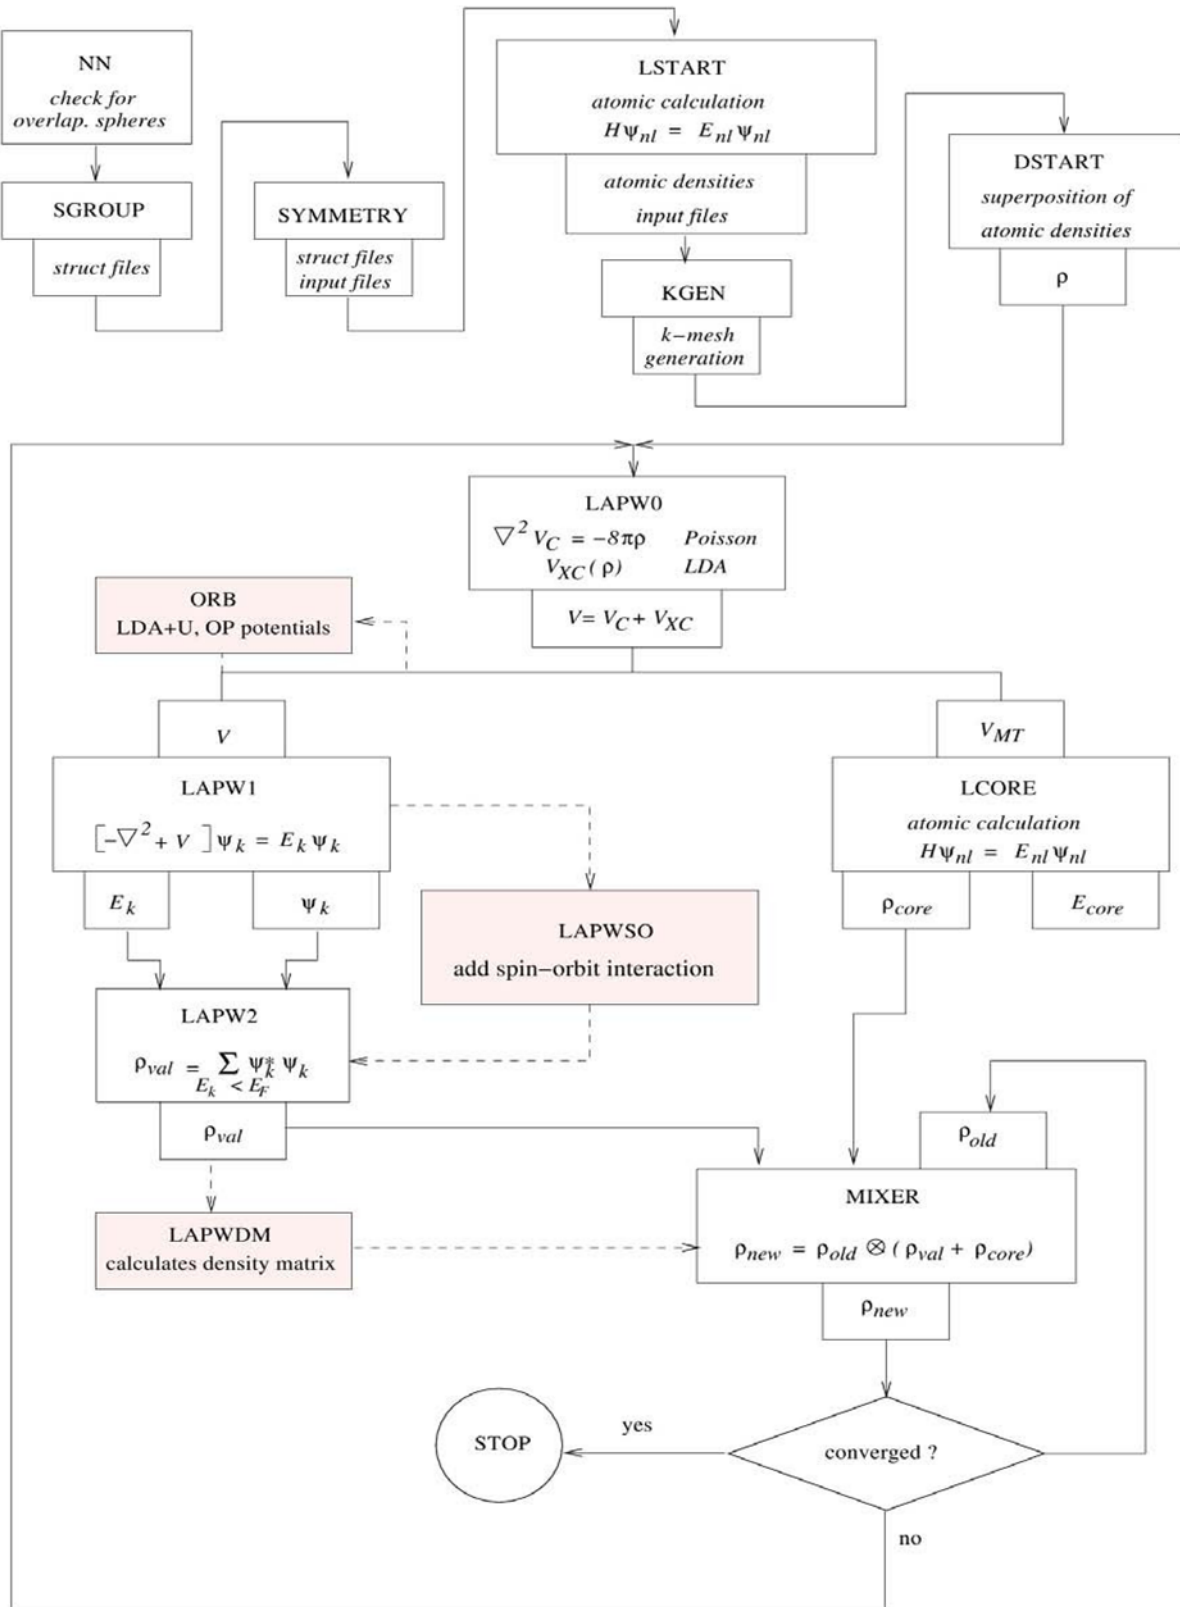 NN
check for
overlap. spheres
SGROUP
struct files
SYMMETRY
struct files
input files
LSTART
atomic calculation
Hψnl = Enl ψnl
atomic densities
input files
KGEN
k−mesh
generation
DSTART
superposition of
atomic densities
ρ
LAPW0
▽² VC = −8πρ Poisson
VXC(ρ) LDA
V= VC + VXC
ORB
LDA+U, OP potentials
V
LAPW1
[−▽² + V ]ψk = Ek ψk
Ek
ψk
LAPWSO
add spin−orbit interaction
VMT
LCORE
atomic calculation
Hψnl = Enl ψnl
ρcore
Ecore
LAPW2
ρval = Σ ψk* ψk
Ek < EF
ρval
LAPWDM
calculates density matrix
ρold
MIXER
ρnew = ρold ⊗ (ρval + ρcore)
ρnew
converged ?
yes
STOP
no